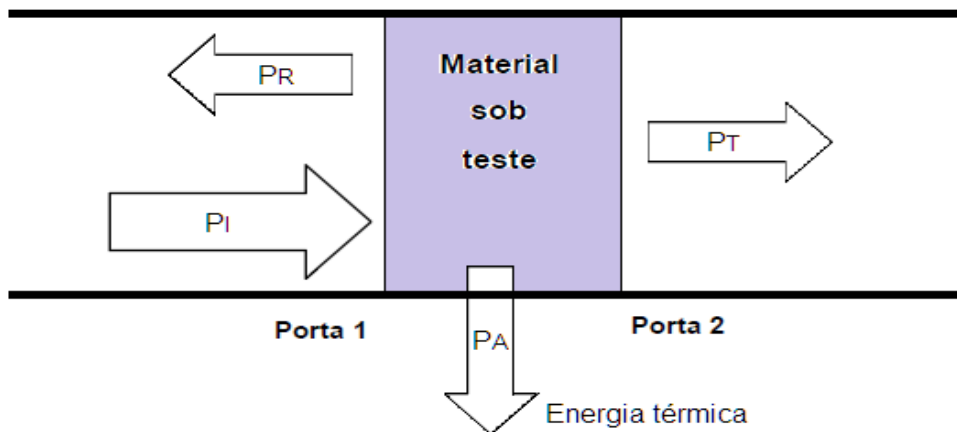 PR
Material
sob
teste
PT
PI
Porta 1
Porta 2
PA
Energia térmica